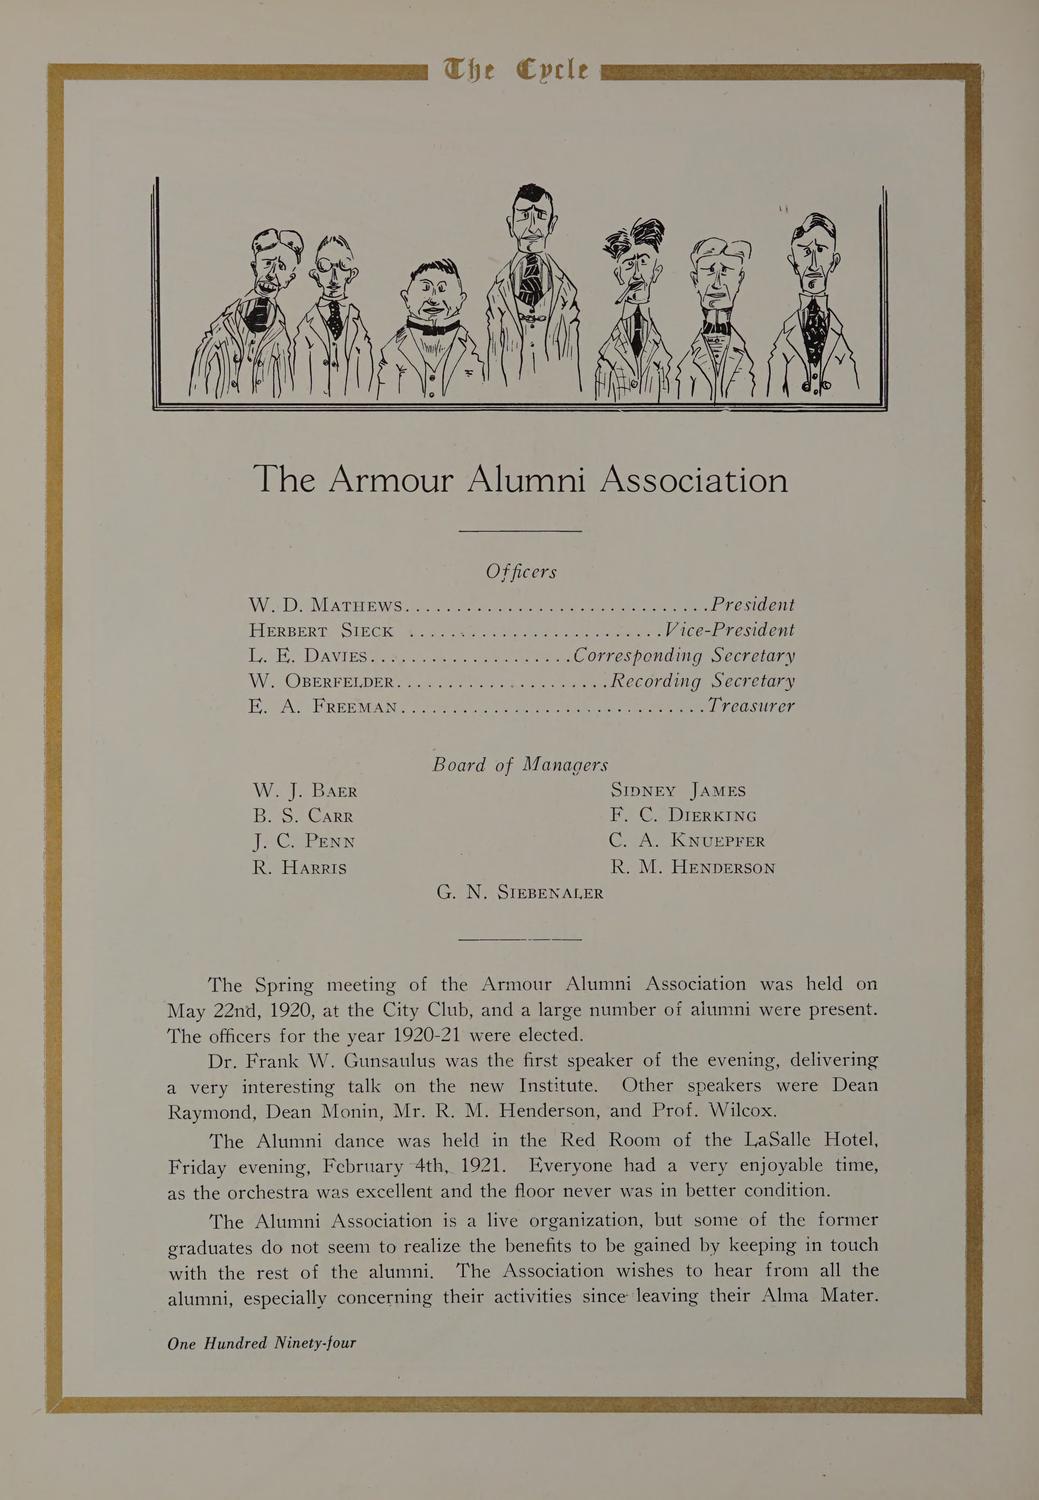 The Cycle
The Armour Alumni Association
Officers
W. D. MATHEWS..............................President
HERBERT SIECK .........................Vice-President
L. E. DAVIES....................Corresponding Secretary
W. OBERFELDER.....................Recording Secretary
E. A. FREEMAN..............................Treasurer
Board of Managers
W. J. BAER SIDNEY JAMES
B. S. CARR F. C. DIERKING
J. C. PENN C. A. KNUEPFER
R. HARRIS R. M. HENDERSON
G. N. SIEBENALER
The Spring meeting of the Armour Alumni Association was held on
May 22nd, 1920, at the City Club, and a large number of alumni were present.
The officers for the year 1920-21 were elected.
Dr. Frank W. Gunsaulus was the first speaker of the evening, delivering
a very interesting talk on the new Institute. Other speakers were Dean
Raymond, Dean Monin, Mr. R. M. Henderson, and Prof. Wilcox.
The Alumni dance was held in the Red Room of the LaSalle Hotel,
Friday evening, February 4th, 1921. Everyone had a very enjoyable time,
as the orchestra was excellent and the floor never was in better condition.
The Alumni Association is a live organization, but some of the former
graduates do not seem to realize the benefits to be gained by keeping in touch
with the rest of the alumni. The Association wishes to hear from all the
alumni, especially concerning their activities since leaving their Alma Mater.
One Hundred Ninety-four